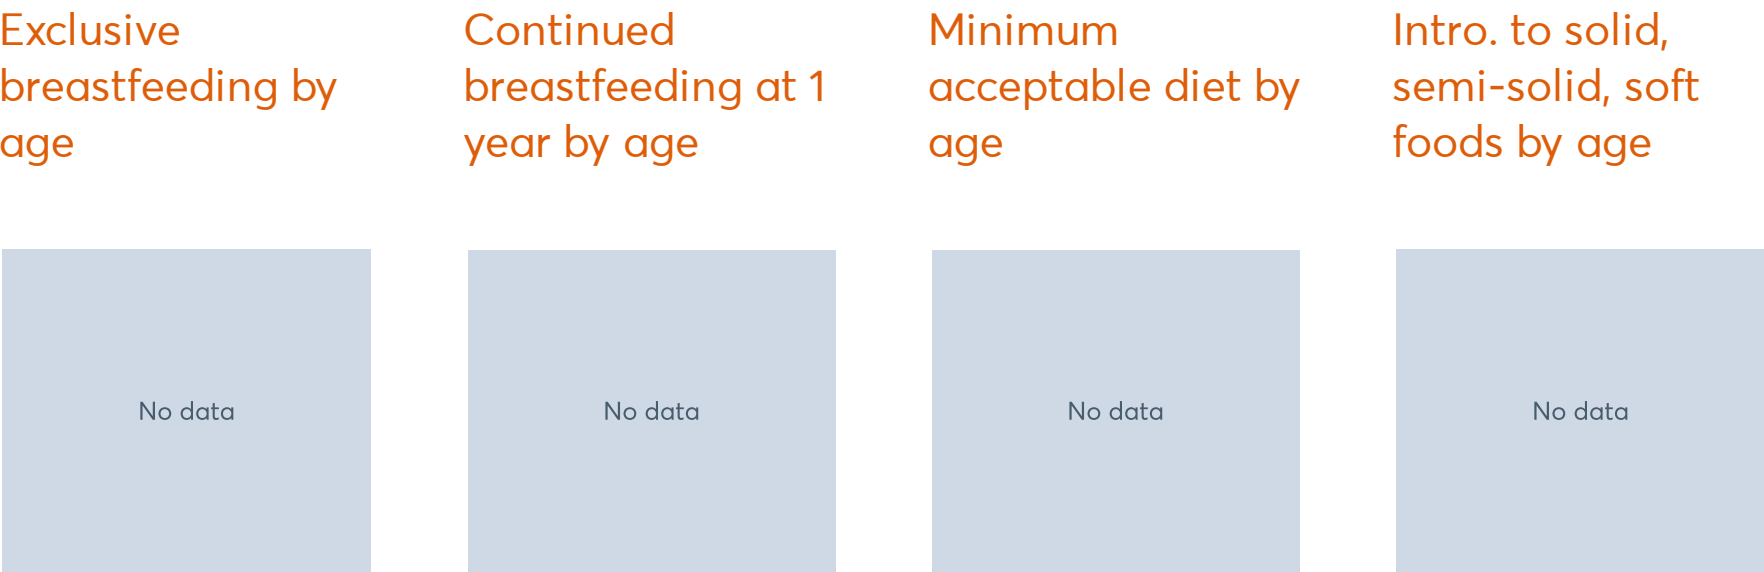 Exclusive
breastfeeding by
age
Continued
breastfeeding at 1
year by age
Minimum
acceptable diet by
age
Intro. to solid,
semi-solid, soft
foods by age
No data
No data
No data
No data